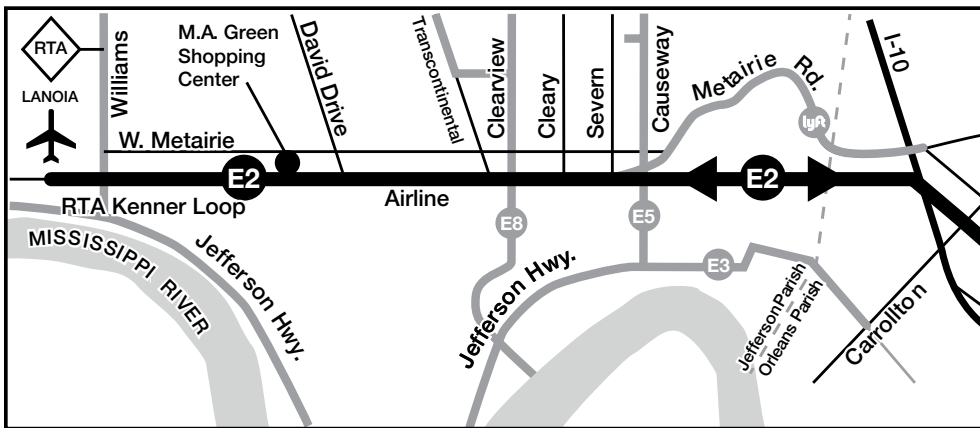 RTA
LANOIA
Williams
M.A. Green
Shopping
Center
David Drive
Transcontinental
Clearview
Cleary
Severn
Causeway
Metairie Rd.
lyft
I-10
W. Metairie
E2
E2
Airline
RTA Kenner Loop
E8
E5
E3
MISSISSIPPI RIVER
Jefferson Hwy.
Jefferson Hwy.
Jefferson Parish
Orleans Parish
Carrollton